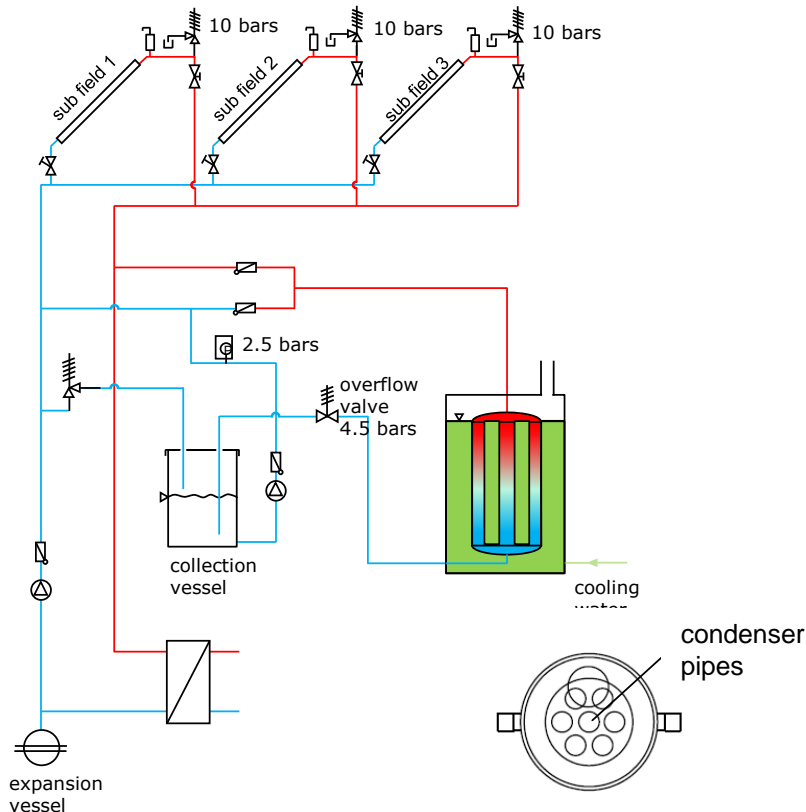 10 bars
10 bars
10 bars
sub field 1
sub field 2
sub field 3
2.5 bars
overflow
valve
4.5 bars
collection
vessel
cooling
water
condenser
pipes
expansion
vessel